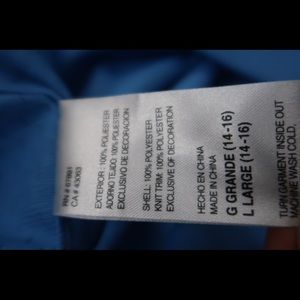 CA # 43063
EXTERIOR: 100% POLIESTER
ADORNO TEJIDO: 100% POLIESTER
EXCLUSIVO DE DECORACION
SHELL: 100% POLYESTER
KNIT TRIM: 100% POLYESTER
EXCLUSIVE OF DECORATION
HECHO EN CHINA
MADE IN CHINA
G GRANDE (14-16)
L LARGE (14-16)
TURN GARMENT INSIDE OUT
MACHINE WASH COLD.